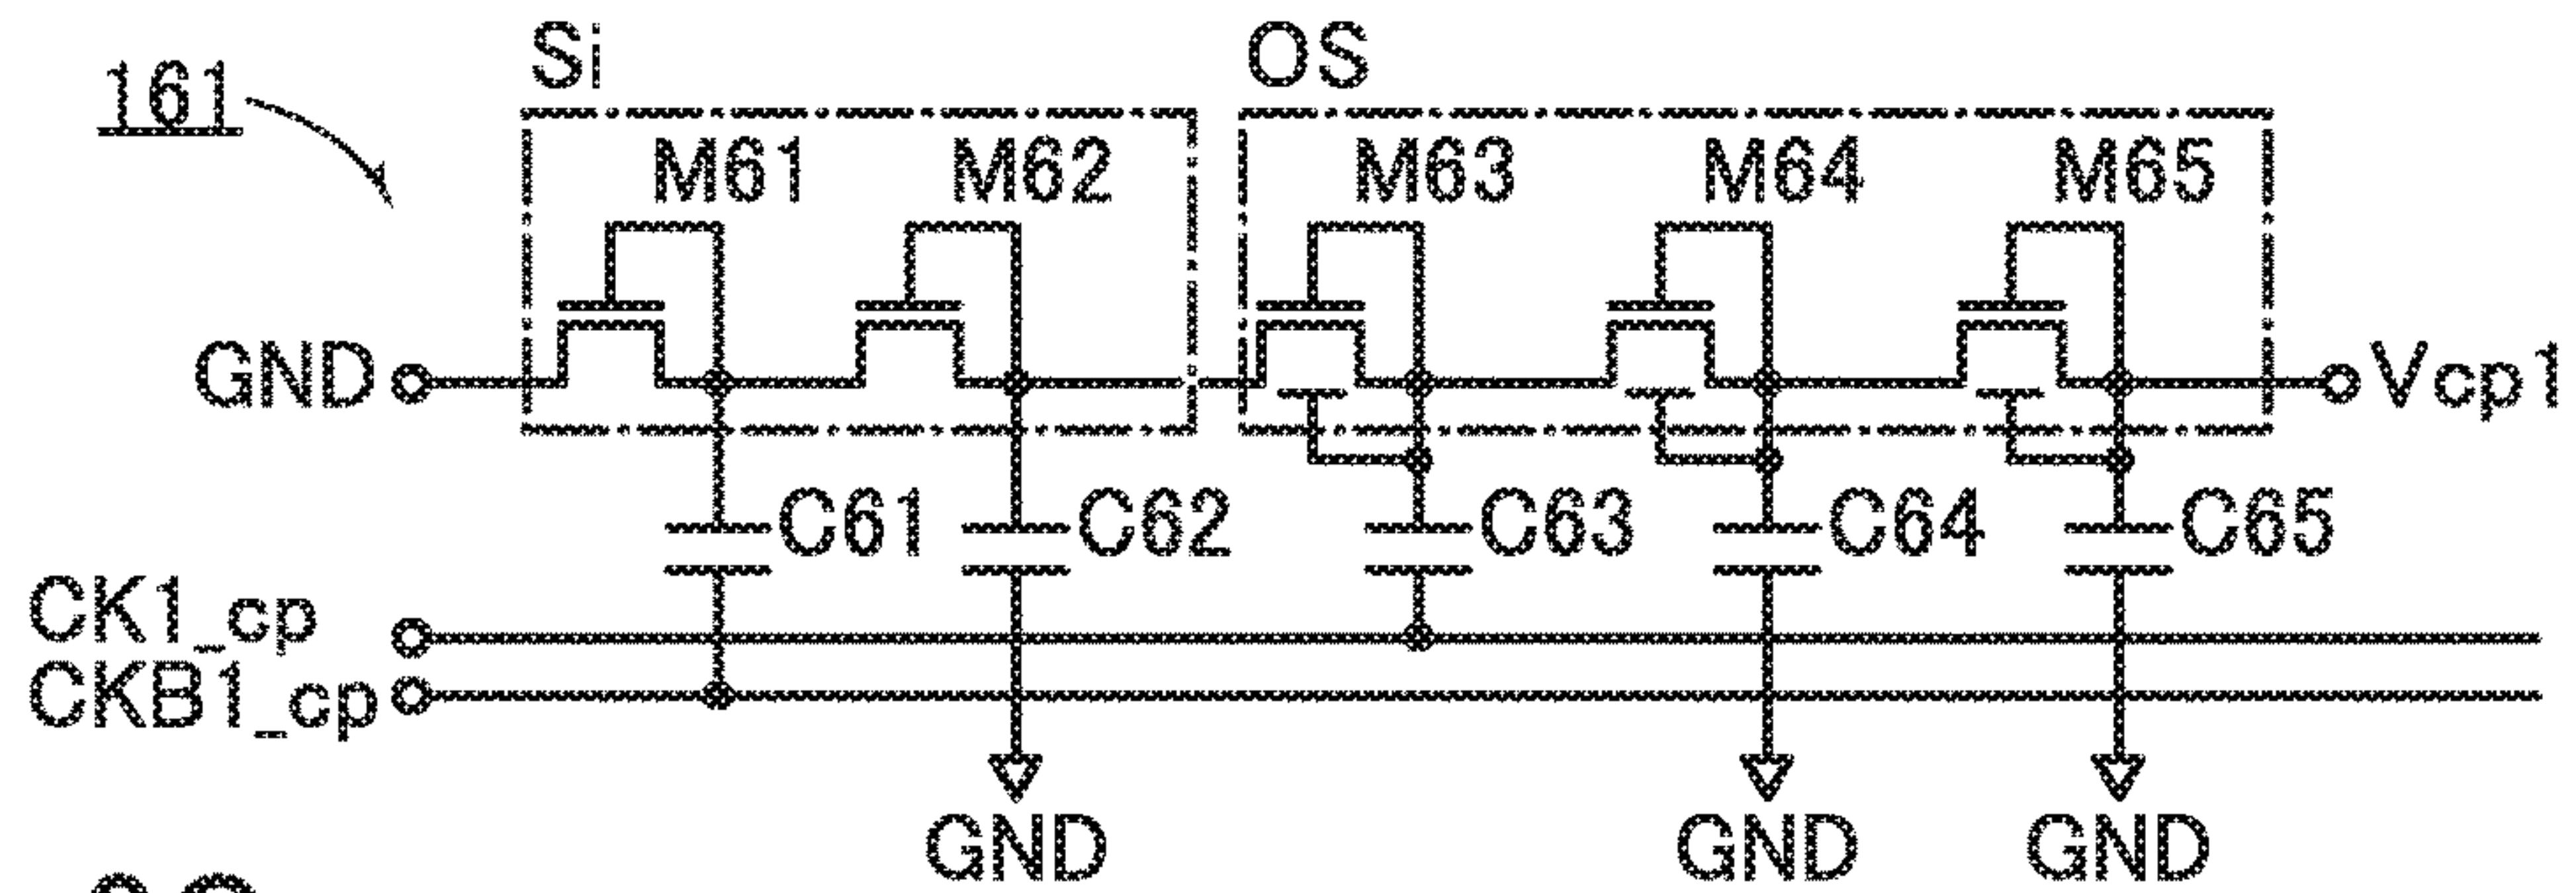 Si OS
161
M61 M62 M63 M64 M65
GND Vcp1
C61 C62 C63 C64 C65
CK1_cp
CKB1_cp
GND GND GND